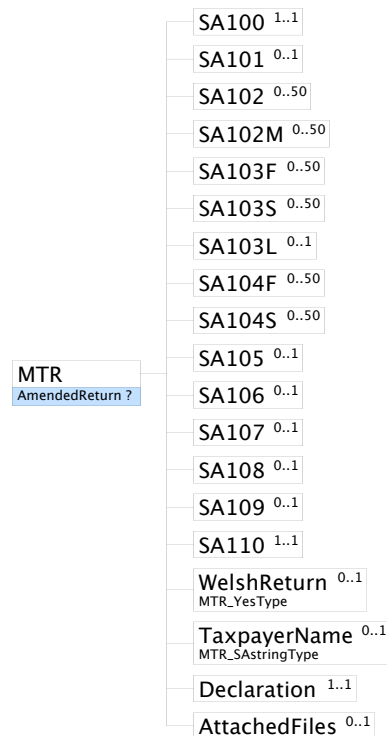 SA100 1..1
SA101 0..1
SA102 0..50
SA102M 0..50
SA103F 0..50
SA103S 0..50
SA103L 0..1
SA104F 0..50
SA104S 0..50
SA105 0..1
MTR
AmendedReturn ?
SA106 0..1
SA107 0..1
SA108 0..1
SA109 0..1
SA110 1..1
WelshReturn 0..1
MTR_YesType
TaxpayerName 0..1
MTR_SAstringType
Declaration 1..1
AttachedFiles 0..1